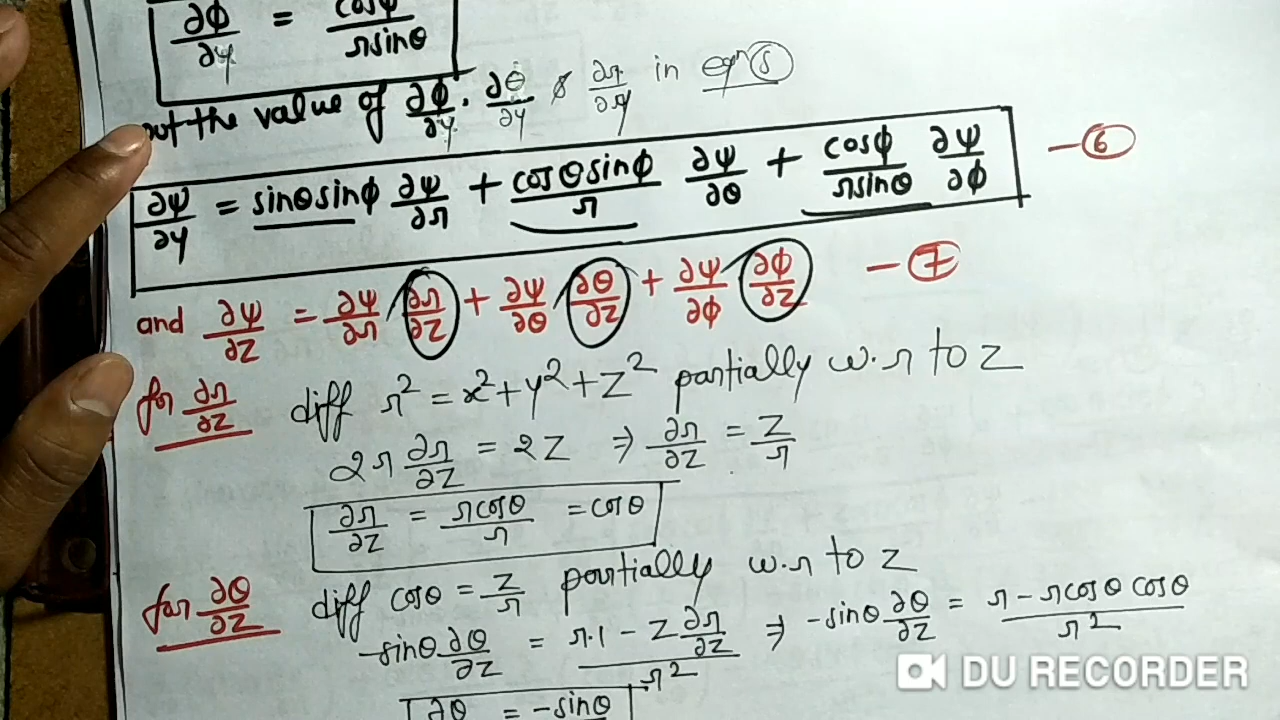 ∂Φ/∂y = cosφ/r sinθ
put the value of ∂Φ/∂y · ∂θ/∂y & ∂r/∂y in eqⁿ (5)
∂ψ/∂y = sinθ sinφ ∂ψ/∂r + cosθ sinφ/r ∂ψ/∂θ + cosφ/r sinθ ∂ψ/∂φ — (6)
and ∂ψ/∂z = ∂ψ/∂r ∂r/∂z + ∂ψ/∂θ ∂θ/∂z + ∂ψ/∂φ ∂φ/∂z — (7)
for ∂r/∂z diff r² = x² + y² + z² partially w.r to z
2r ∂r/∂z = 2z ⇒ ∂r/∂z = z/r
∂r/∂z = r cosθ/r = cosθ
for ∂θ/∂z diff cosθ = z/r partially w.r to z
-sinθ ∂θ/∂z = r·1 - z ∂r/∂z / r² ⇒ -sinθ ∂θ/∂z = r - r cosθ cosθ / r²
∂θ = -sinθ
DU RECORDER